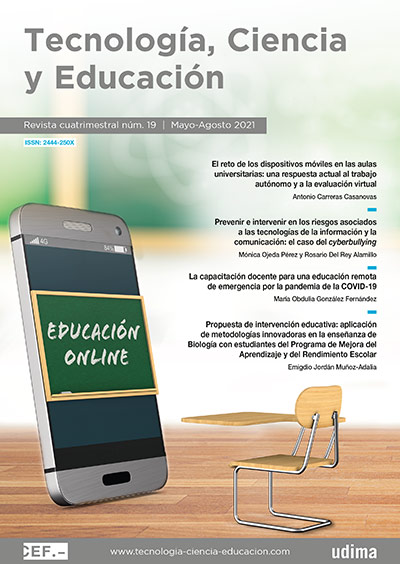 Tecnología, Ciencia
y Educación
Revista cuatrimestral núm. 19 | Mayo-Agosto 2021
ISSN: 2444-250X
El reto de los dispositivos móviles en las aulas
universitarias: una respuesta actual al trabajo
autónomo y a la evaluación virtual
Antonio Carreras Casanovas
Prevenir e intervenir en los riesgos asociados
a las tecnologías de la información y la
comunicación: el caso del cyberbullying
Mónica Ojeda Pérez y Rosario Del Rey Alamillo
La capacitación docente para una educación remota
de emergencia por la pandemia de la COVID-19
María Obdulia González Fernández
Propuesta de intervención educativa: aplicación
de metodologías innovadoras en la enseñanza de
Biología con estudiantes del Programa de Mejora del
Aprendizaje y del Rendimiento Escolar
Emigdio Jordán Muñoz-Adalia
4G
84%
EDUCACIÓN
ONLINE
CEF.-
www.tecnologia-ciencia-educacion.com
udima